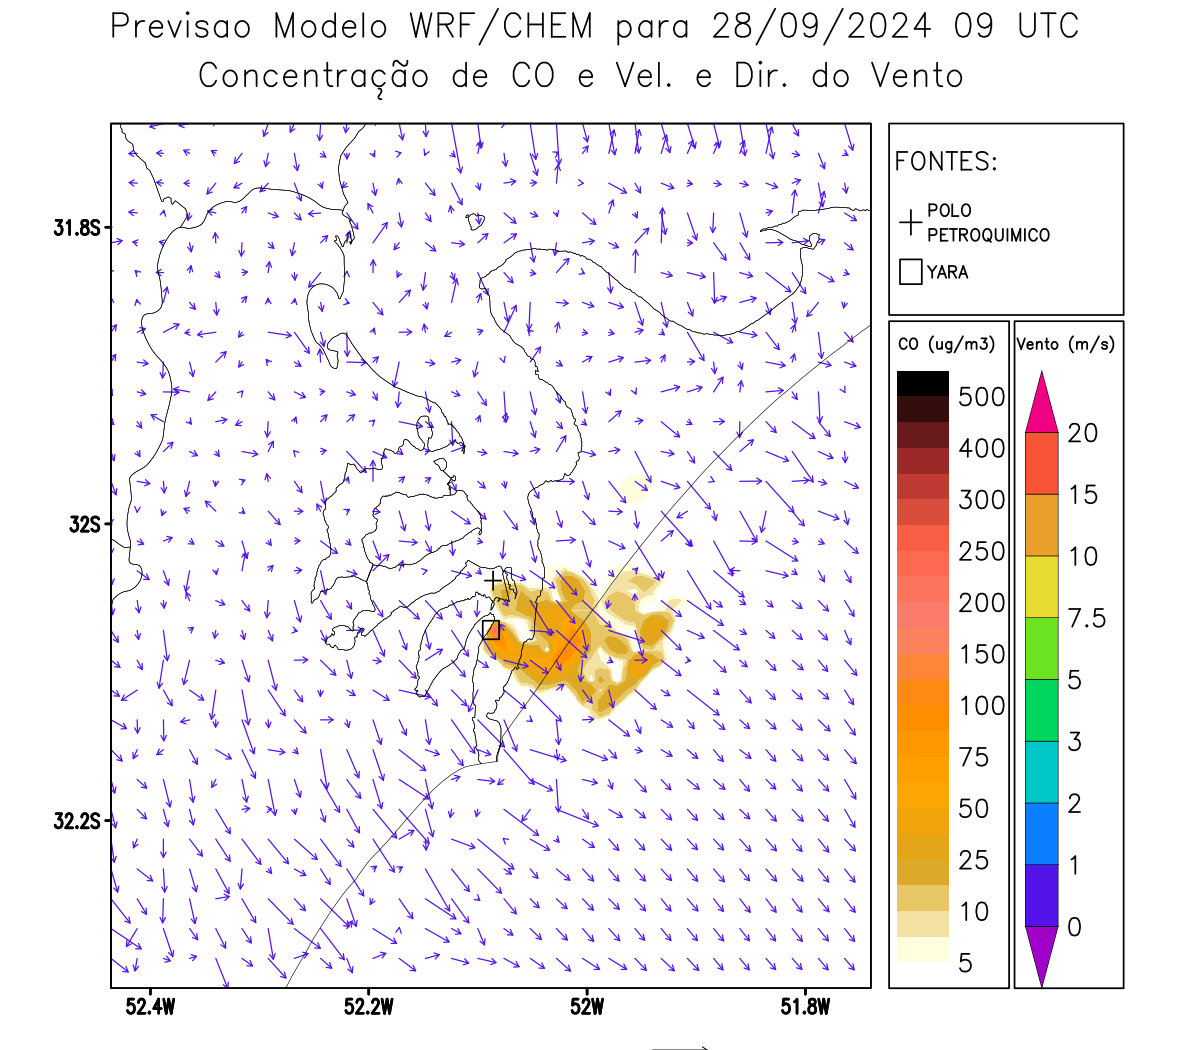 Previsao Modelo WRF/CHEM para 28/09/2024 09 UTC
Concentração de CO e Vel. e Dir. do Vento
FONTES:
POLO
PETROQUIMICO
YARA
CO (ug/m3)
500
400
300
250
200
150
100
75
50
25
10
5
Vento (m/s)
20
15
10
7.5
5
3
2
1
0
31.8S
32S
32.2S
52.4W 52.2W 52W 51.8W